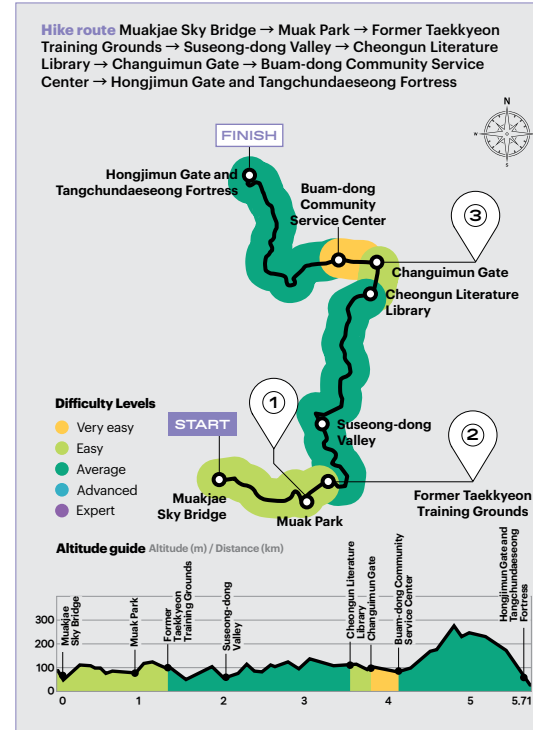 Hike route Muakjae Sky Bridge → Muak Park → Former Taekkyeon
Training Grounds → Suseong-dong Valley → Cheongun Literature
Library → Changuimun Gate → Buam-dong Community Service
Center → Hongjimun Gate and Tangchundaeseong Fortress
N
W
E
S
FINISH
Hongjimun Gate and
Tangchundaeseong Fortress
Buam-dong
Community
Service Center
3
Changuimun Gate
Cheongun Literature
Library
Difficulty Levels
Very easy
Easy
Average
Advanced
Expert
1
START
Suseong-dong
Valley
2
Muakjae
Sky Bridge
Muak Park
Former Taekkyeon
Training Grounds
Altitude guide Altitude (m) / Distance (km)
300
200
100
0
Muakjae
Sky Bridge
Muak Park
Former
Taekkyeon
Training Grounds
Suseong-dong
Valley
Cheongun Literature
Library
Changuimun Gate
Buam-dong Community
Service Center
Hongjimun Gate and
Tangchundaeseong
Fortress
0
1
2
3
4
5
5.71